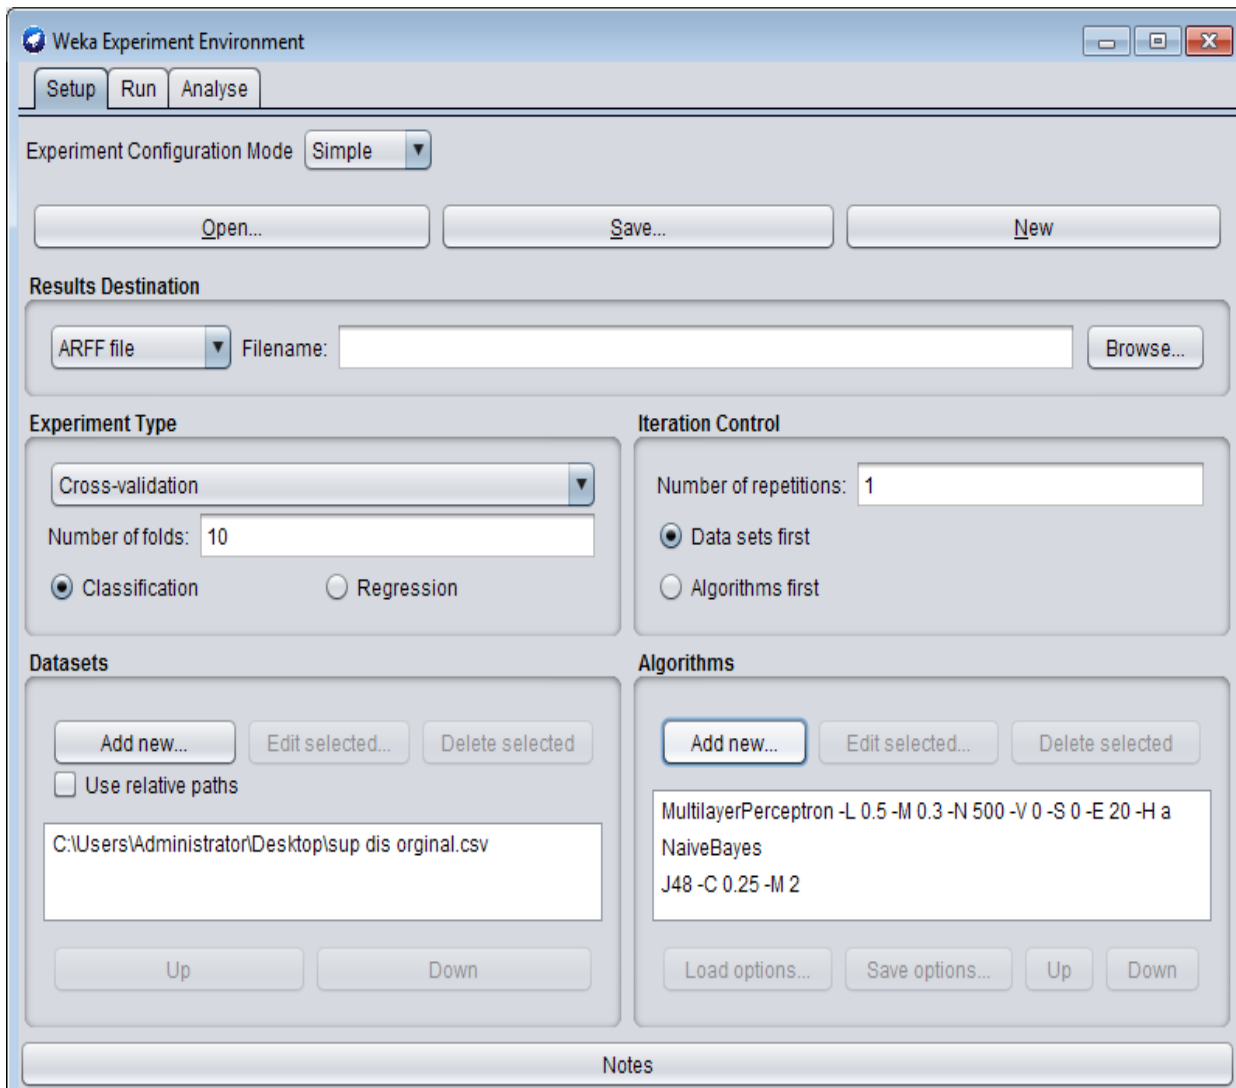 Weka Experiment Environment
Setup Run Analyse
Experiment Configuration Mode Simple
Open... Save... New
Results Destination
ARFF file Filename: Browse...
Experiment Type Iteration Control
Cross-validation Number of repetitions: 1
Number of folds: 10 Data sets first
Classification Regression Algorithms first
Datasets Algorithms
Add new... Edit selected... Delete selected Add new... Edit selected... Delete selected
Use relative paths
MultilayerPerceptron -L 0.5 -M 0.3 -N 500 -V 0 -S 0 -E 20 -H a
C:\Users\Administrator\Desktop\sup dis orginal.csv NaiveBayes
J48 -C 0.25 -M 2
Up Down Load options... Save options... Up Down
Notes